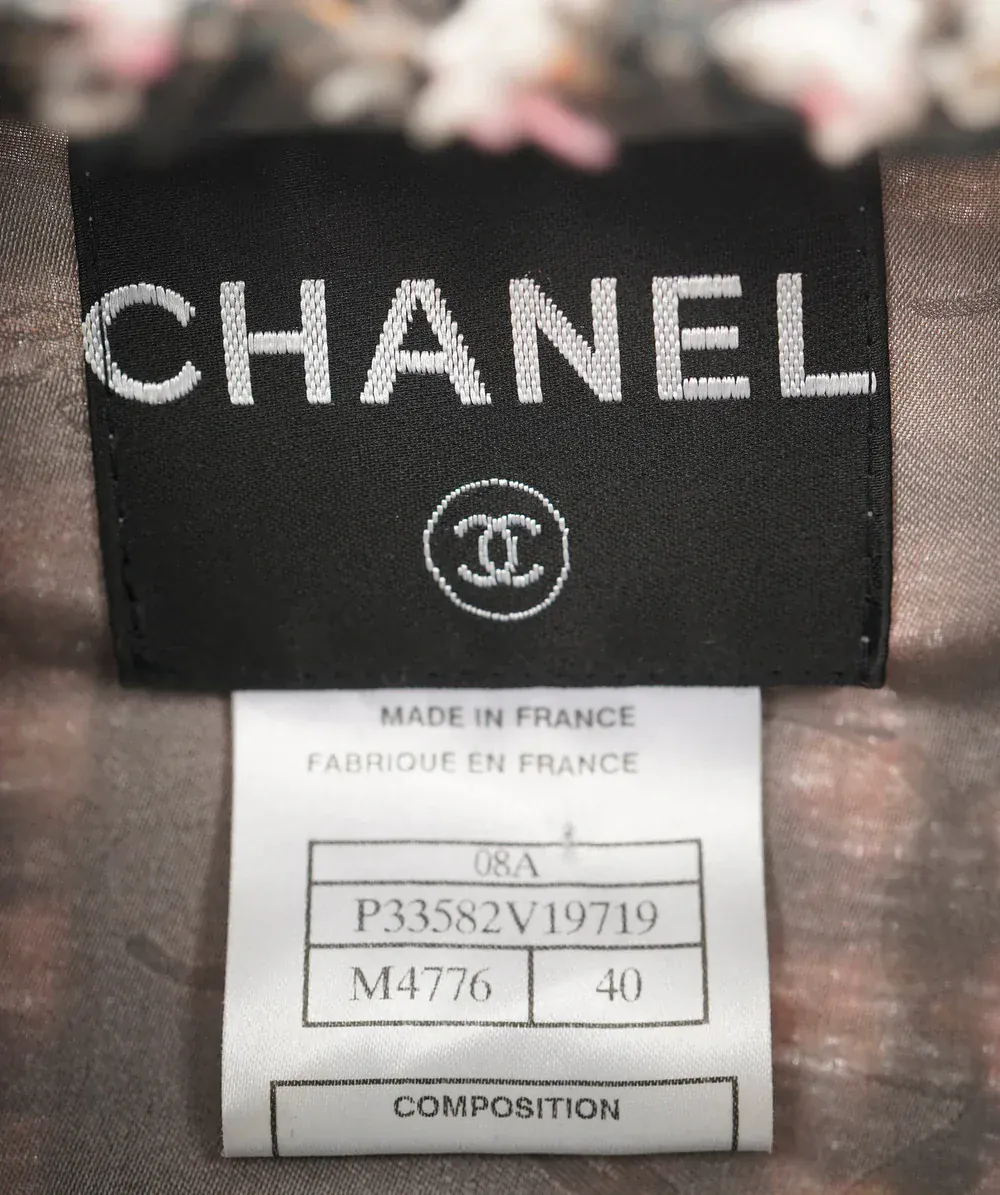 CHANEL
MADE IN FRANCE
FABRIQUE EN FRANCE
08A
P33582V19719
M4776 40
COMPOSITION